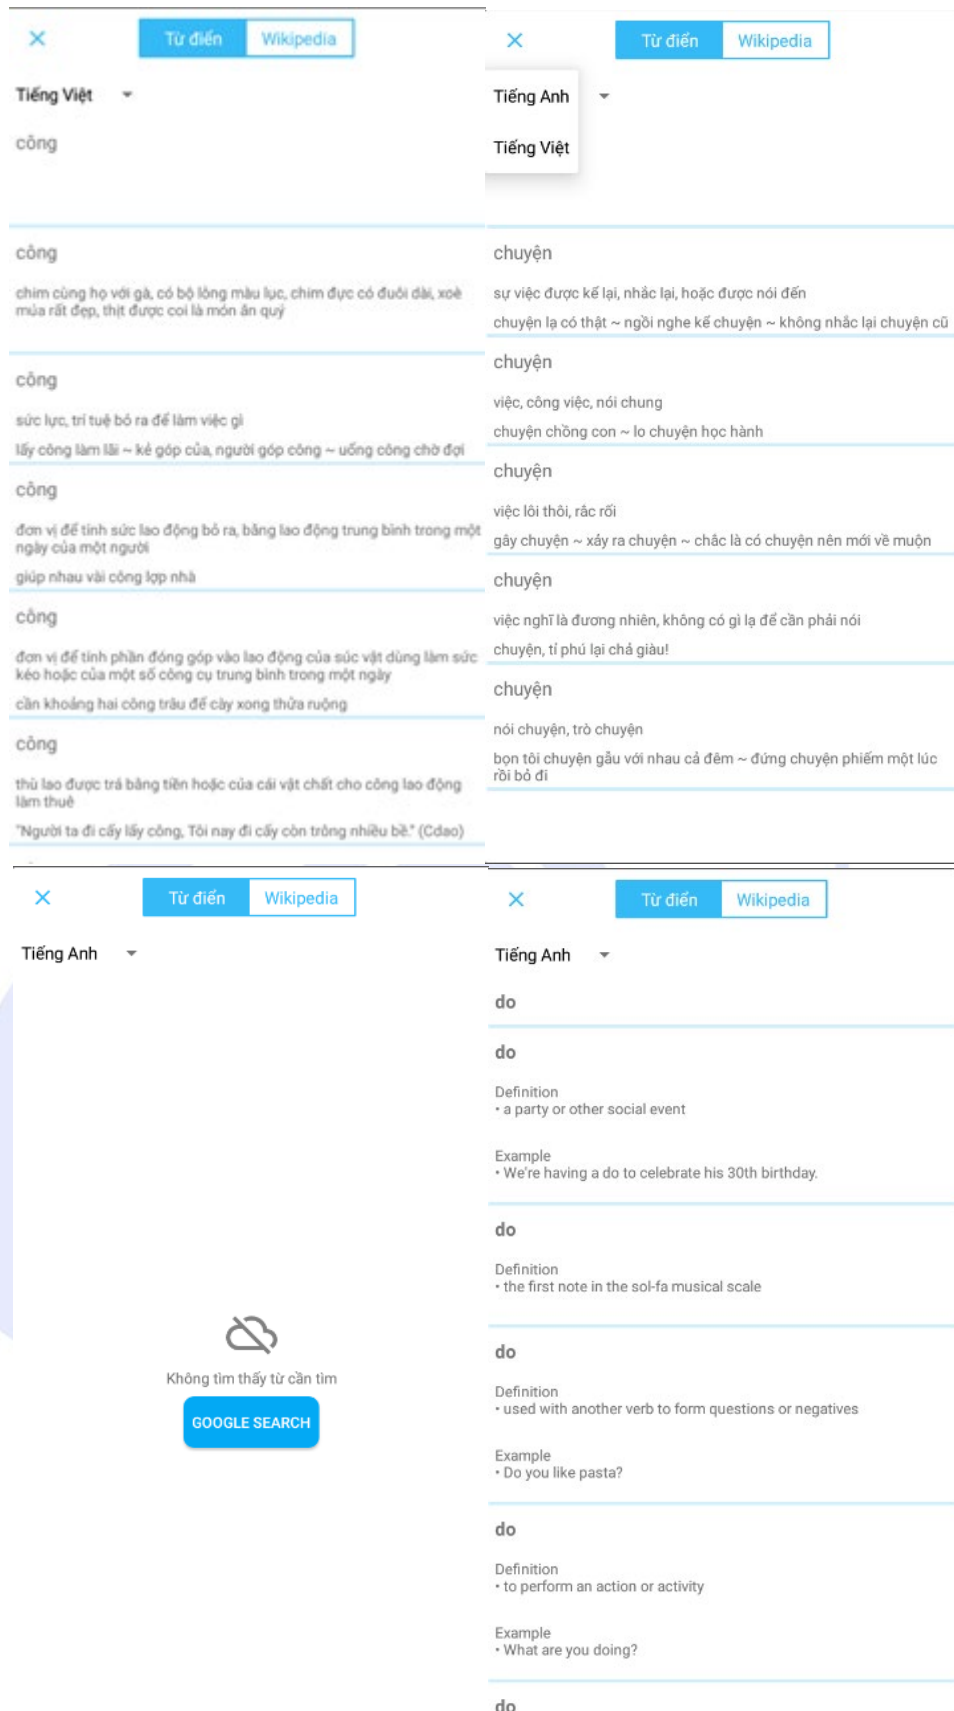 Từ điển
Wikipedia
Tiếng Việt
công
công
chim cùng họ với gà, có bộ lông màu lục, chim đực có đuôi dài, xoè
múa rất đẹp, thịt được coi là món ăn quý
công
sức lực, trí tuệ bỏ ra để làm việc gì
lấy công làm lãi ~ kẻ góp của, người góp công ~ uổng công chờ đợi
công
đơn vị để tính sức lao động bỏ ra, bằng lao động trung bình trong một
ngày của một người
giúp nhau vài công lợp nhà
công
đơn vị để tính phần đóng góp vào lao động của súc vật dùng làm sức
kéo hoặc của một số công cụ trung bình trong một ngày
cần khoảng hai công trâu để cày xong thửa ruộng
công
thù lao được trả bằng tiền hoặc của cải vật chất cho công lao động
làm thuê
"Người ta đi cấy lấy công, Tôi nay đi cấy còn trông nhiều bề." (Cdao)
Từ điển
Wikipedia
Tiếng Anh
Tiếng Việt
chuyện
sự việc được kể lại, nhắc lại, hoặc được nói đến
chuyện lạ có thật ~ ngồi nghe kể chuyện ~ không nhắc lại chuyện cũ
chuyện
việc, công việc, nói chung
chuyện chồng con ~ lo chuyện học hành
chuyện
việc lôi thôi, rắc rối
gây chuyện ~ xảy ra chuyện ~ chắc là có chuyện nên mới về muộn
chuyện
việc nghĩ là đương nhiên, không có gì lạ để cần phải nói
chuyện, tỉ phú lại chả giàu!
chuyện
nói chuyện, trò chuyện
bọn tôi chuyện gẫu với nhau cả đêm ~ đứng chuyện phiếm một lúc
rồi bỏ đi
Từ điển
Wikipedia
Tiếng Anh
Không tìm thấy từ cần tìm
GOOGLE SEARCH
Từ điển
Wikipedia
Tiếng Anh
do
do
Definition
• a party or other social event
Example
• We're having a do to celebrate his 30th birthday.
do
Definition
• the first note in the sol-fa musical scale
do
Definition
• used with another verb to form questions or negatives
Example
• Do you like pasta?
do
Definition
• to perform an action or activity
Example
• What are you doing?
do